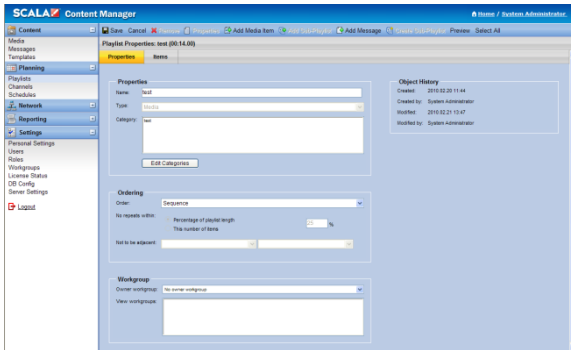 SCALA Content Manager
Home / System Administrator
Content
Media
Messages
Templates
Planning
Playlists
Channels
Schedules
Network
Reporting
Settings
Personal Settings
Users
Roles
Workgroups
License Status
DB Config
Server Settings
Logout
Save Cancel Remove Properties Add Media Item Add Sub-Playlist Add Message Create Sub-Playlist Preview Select All
Playlist Properties: test (00:14.00)
Properties Items
Properties
Name: test
Type: Media
Category: test
Edit Categories
Ordering
Order: Sequence
No repeats within: Percentage of playlist length 25 %
This number of items
Not to be adjacent:
Workgroup
Owner workgroup: No owner workgroup
View workgroups:
Object History
Created: 2010.02.20 11:44
Created by: System Administrator
Modified: 2010.02.21 13:47
Modified by: System Administrator